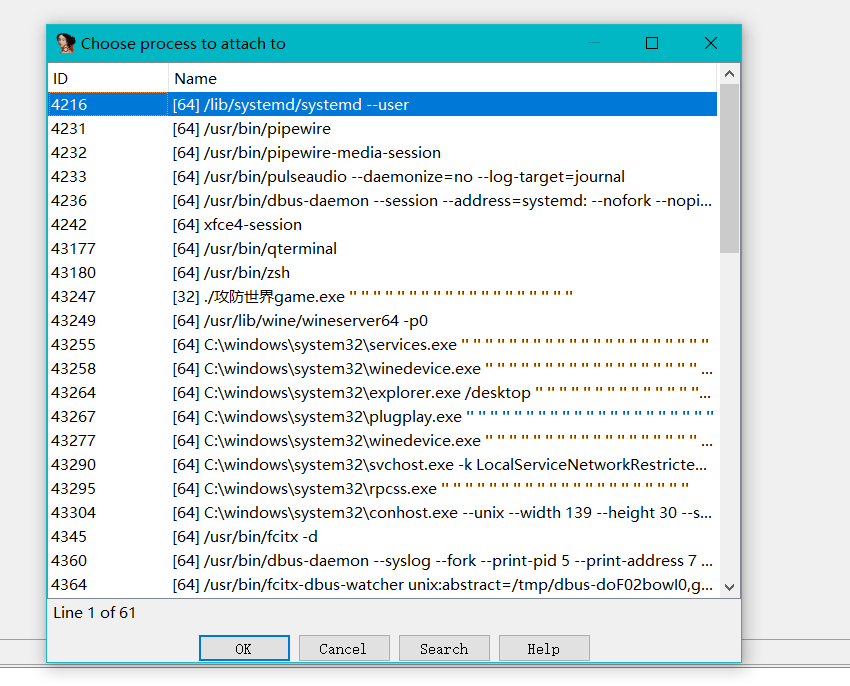 Choose process to attach to
ID Name
4216 [64] /lib/systemd/systemd --user
4231 [64] /usr/bin/pipewire
4232 [64] /usr/bin/pipewire-media-session
4233 [64] /usr/bin/pulseaudio --daemonize=no --log-target=journal
4236 [64] /usr/bin/dbus-daemon --session --address=systemd: --nofork --nopi...
4242 [64] xfce4-session
43177 [64] /usr/bin/qterminal
43180 [64] /usr/bin/zsh
43247 [32] ./攻防世界game.exe " " " " " " " " " " " " " " " " " " "
43249 [64] /usr/lib/wine/wineserver64 -p0
43255 [64] C:\windows\system32\services.exe " " " " " " " " " " " " " " " " " " " " "
43258 [64] C:\windows\system32\winedevice.exe " " " " " " " " " " " " " " " " " " ...
43264 [64] C:\windows\system32\explorer.exe /desktop " " " " " " " " " " " " " "...
43267 [64] C:\windows\system32\plugplay.exe " " " " " " " " " " " " " " " " " " " " "
43277 [64] C:\windows\system32\winedevice.exe " " " " " " " " " " " " " " " " " " ...
43290 [64] C:\windows\system32\svchost.exe -k LocalServiceNetworkRestricte...
43295 [64] C:\windows\system32\rpcss.exe " " " " " " " " " " " " " " " " " " " " "
43304 [64] C:\windows\system32\conhost.exe --unix --width 139 --height 30 --s...
4345 [64] /usr/bin/fcitx -d
4360 [64] /usr/bin/dbus-daemon --syslog --fork --print-pid 5 --print-address 7 ...
4364 [64] /usr/bin/fcitx-dbus-watcher unix:abstract=/tmp/dbus-doF02bowI0,g...
Line 1 of 61
OK Cancel Search Help